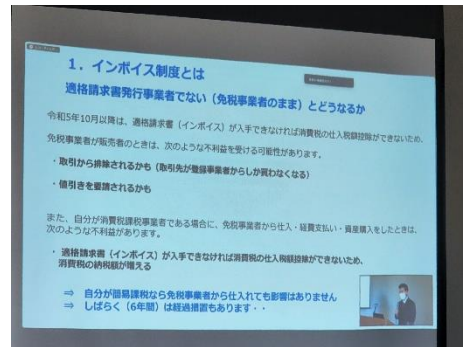 1．インボイス制度とは
適格請求書発行事業者でない（免税事業者のまま）とどうなるか
令和5年10月以降は、適格請求書（インボイス）が入手できなければ消費税の仕入税額控除ができないため、
免税事業者が販売者のときは、次のような不利益を受ける可能性があります。
・取引から排除されるかも（取引先が登録事業者からしか買わなくなる）
・値引きを要請されるかも
また、自分が消費税課税事業者である場合に、免税事業者から仕入・経費支払い・資産購入をしたときは、
次のような不利益があります。
・適格請求書（インボイス）が入手できなければ消費税の仕入税額控除ができないため、
消費税の納税額が増える
⇒ 自分が簡易課税なら免税事業者から仕入れても影響はありません
⇒ しばらく（6年間）は経過措置もあります・・